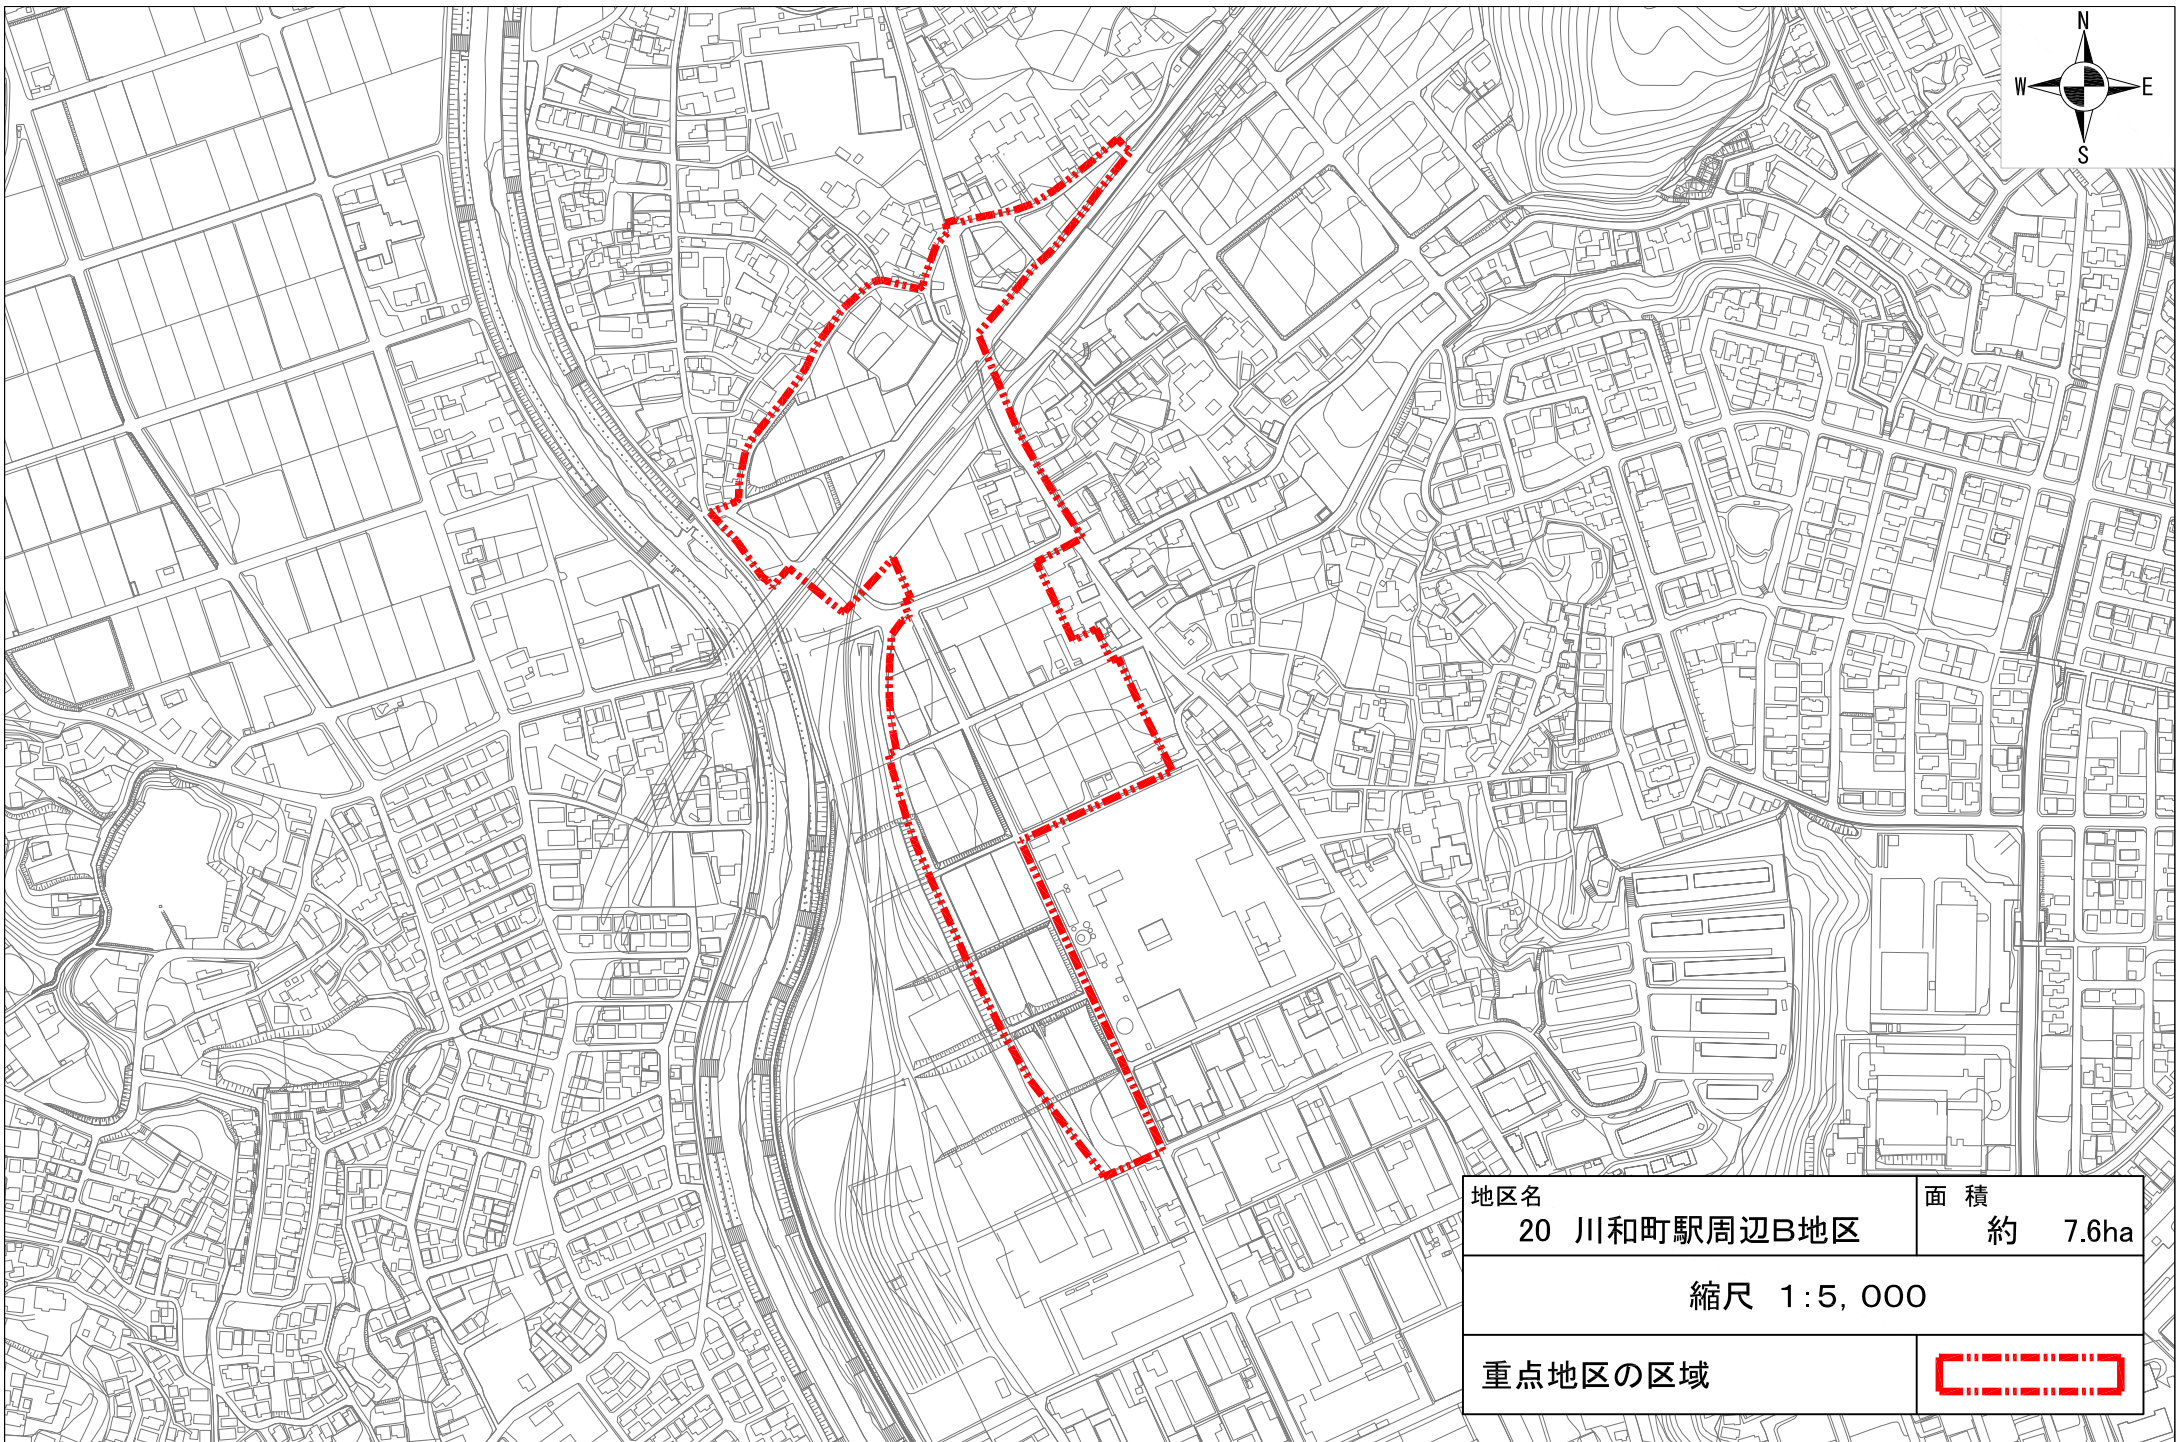 N
W E
S
地区名
20 川和町駅周辺B地区
面 積
約 7.6ha
縮尺 1:5,000
重点地区の区域